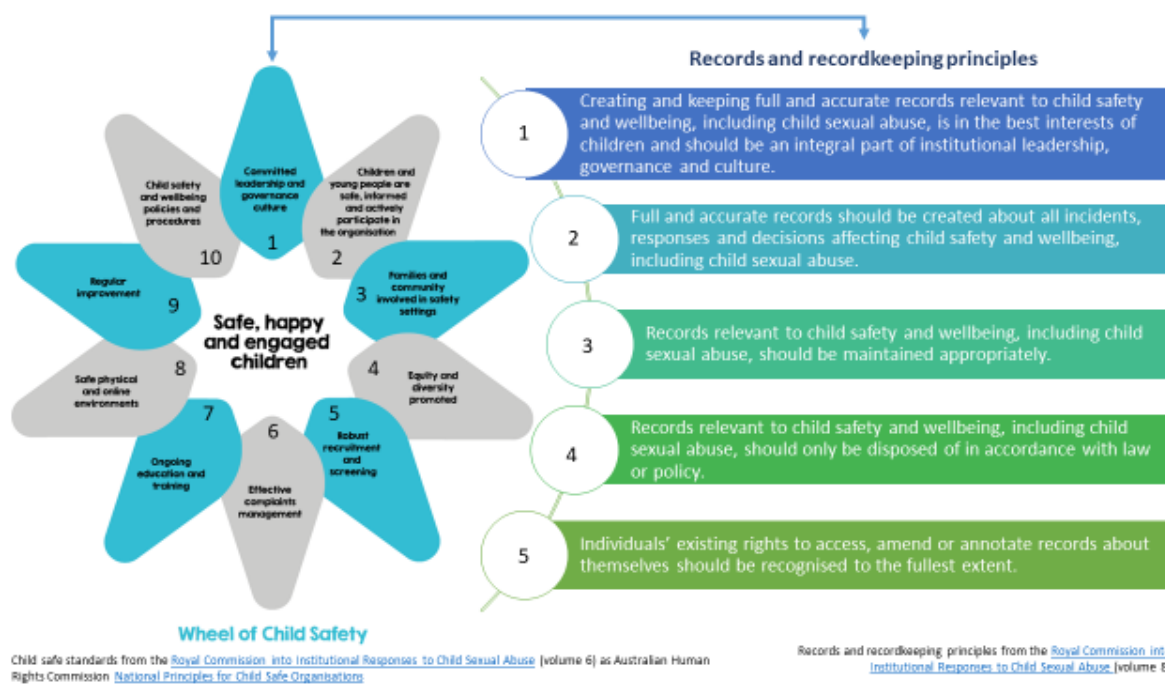 Records and recordkeeping principles
Committed
leadership and
governance
culture
1
Children and
young people are
safe, informed
and actively
participate in
the organisation
2
Families and
community
involved in safety
settings
3
Equity and
diversity
promoted
4
Robust
recruitment
and
screening
5
Effective
complaints
management
6
Ongoing
education and
training
7
Safe physical
and online
environments
8
Regular
improvement
9
Child safety
and wellbeing
policies and
procedures
10
Safe, happy
and engaged
children
Wheel of Child Safety
1
Creating and keeping full and accurate records relevant to child safety
and wellbeing, including child sexual abuse, is in the best interests of
children and should be an integral part of institutional leadership,
governance and culture.
2
Full and accurate records should be created about all incidents,
responses and decisions affecting child safety and wellbeing,
including child sexual abuse.
3
Records relevant to child safety and wellbeing, including child
sexual abuse, should be maintained appropriately.
4
Records relevant to child safety and wellbeing, including child
sexual abuse, should only be disposed of in accordance with law
or policy.
5
Individuals’ existing rights to access, amend or annotate records about
themselves should be recognised to the fullest extent.
Child safe standards from the Royal Commission into Institutional Responses to Child Sexual Abuse (volume 6) as Australian Human
Rights Commission National Principles for Child Safe Organisations
Records and recordkeeping principles from the Royal Commission int
Institutional Responses to Child Sexual Abuse (volume 8